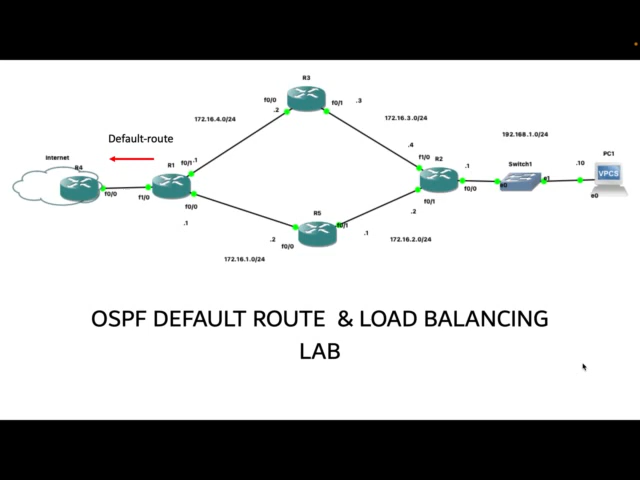 R3
f0/0
.2
f0/1
.3
172.16.4.0/24
172.16.3.0/24
192.168.1.0/24
Default-route
internet
R4
f0/0
f1/0
R1
f0/1
.1
f0/0
.1
.4
f1/0
R2
.1
f0/0
f0/1
.2
Switch1
e0
e1
.10
PC1
VPCS
e0
R5
f0/1
.1
.2
f0/0
172.16.2.0/24
172.16.1.0/24
OSPF DEFAULT ROUTE & LOAD BALANCING
LAB